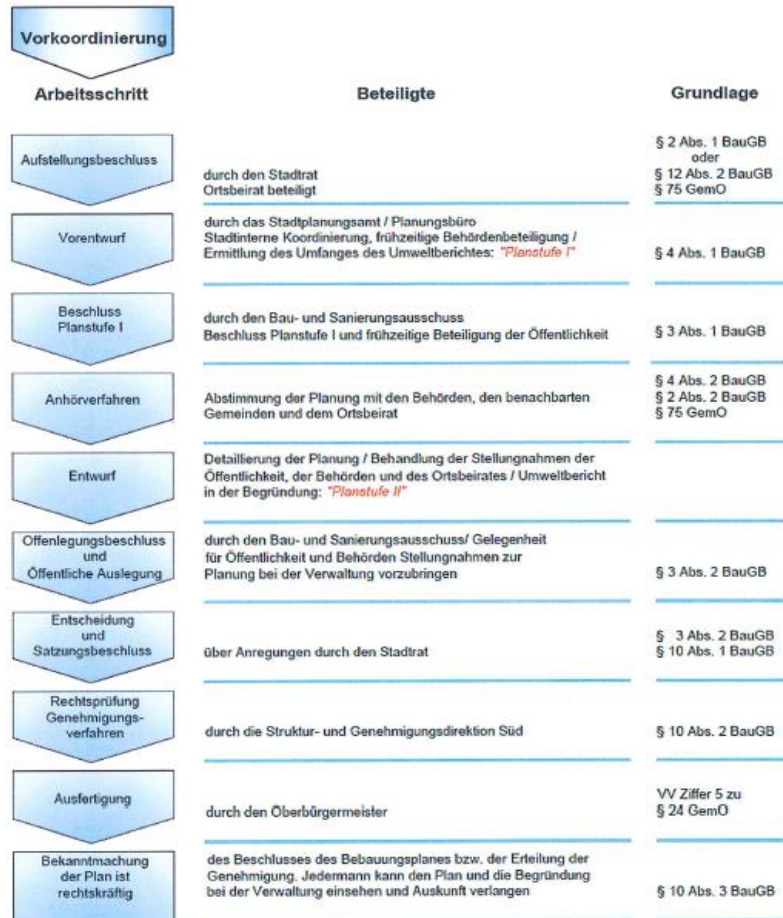 Vorkoordinierung
Arbeitsschritt
Beteiligte
Grundlage
Aufstellungsbeschluss
durch den Stadtrat
Ortsbeirat beteiligt
§ 2 Abs. 1 BauGB
oder
§ 12 Abs. 2 BauGB
§ 75 GemO
Vorentwurf
durch das Stadtplanungsamt / Planungsbüro
Stadtinterne Koordinierung, frühzeitige Behördenbeteiligung /
Ermittlung des Umfanges des Umweltberichtes: "Planstufe I"
§ 4 Abs. 1 BauGB
Beschluss
Planstufe I
durch den Bau- und Sanierungsausschuss
Beschluss Planstufe I und frühzeitige Beteiligung der Öffentlichkeit
§ 3 Abs. 1 BauGB
Anhörverfahren
Abstimmung der Planung mit den Behörden, den benachbarten
Gemeinden und dem Ortsbeirat
§ 4 Abs. 2 BauGB
§ 2 Abs. 2 BauGB
§ 75 GemO
Entwurf
Detaillierung der Planung / Behandlung der Stellungnahmen der
Öffentlichkeit, der Behörden und des Ortsbeirates / Umweltbericht
in der Begründung: "Planstufe II"
Offenlegungsbeschluss
und
Öffentliche Auslegung
durch den Bau- und Sanierungsausschuss/ Gelegenheit
für Öffentlichkeit und Behörden Stellungnahmen zur
Planung bei der Verwaltung vorzubringen
§ 3 Abs. 2 BauGB
Entscheidung
und
Satzungsbeschluss
über Anregungen durch den Stadtrat
§ 3 Abs. 2 BauGB
§ 10 Abs. 1 BauGB
Rechtsprüfung
Genehmigungs-
verfahren
durch die Struktur- und Genehmigungsdirektion Süd
§ 10 Abs. 2 BauGB
Ausfertigung
durch den Oberbürgermeister
VV Ziffer 5 zu
§ 24 GemO
Bekanntmachung
der Plan ist
rechtskräftig
des Beschlusses des Bebauungsplanes bzw. der Erteilung der
Genehmigung. Jedermann kann den Plan und die Begründung
bei der Verwaltung einsehen und Auskunft verlangen
§ 10 Abs. 3 BauGB